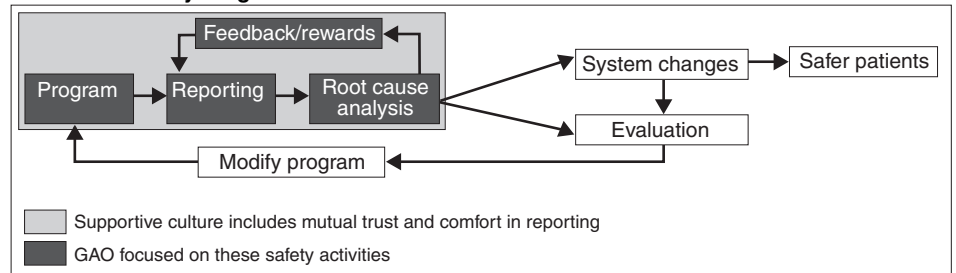 Feedback/rewards
Program
Reporting
Root cause
analysis
System changes
Safer patients
Evaluation
Modify program
Supportive culture includes mutual trust and comfort in reporting
GAO focused on these safety activities